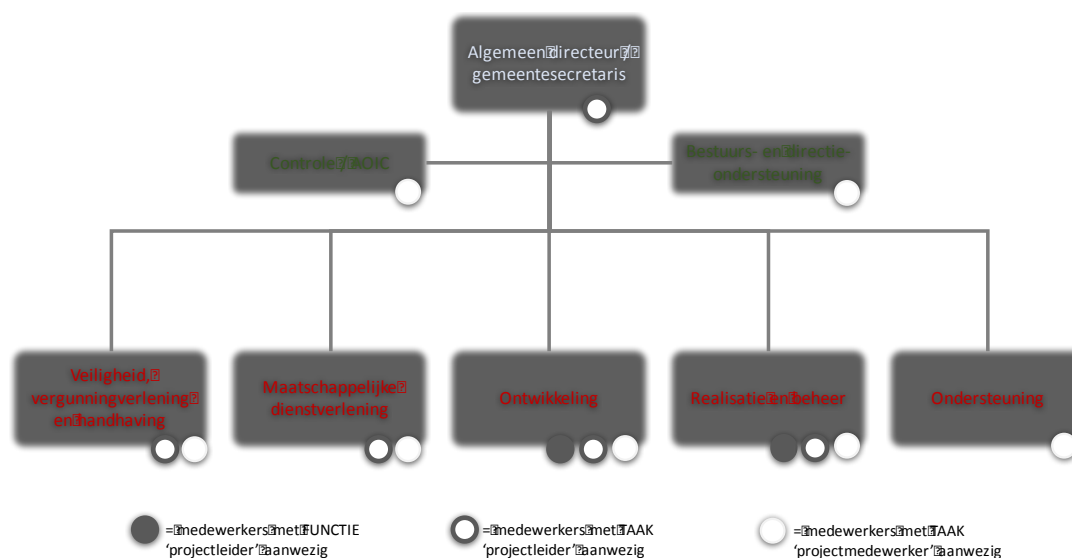 Algemeen directeur /
gemeentesecretaris
Controle / AOIC
Bestuurs- en directie-
ondersteuning
Veiligheid,
vergunningverlening
en handhaving
Maatschappelijke
dienstverlening
Ontwikkeling
Realisatie en beheer
Ondersteuning
= medewerkers met FUNCTIE
‘projectleider’ aanwezig
= medewerkers met TAAK
‘projectleider’ aanwezig
= medewerkers met TAAK
‘projectmedewerker’ aanwezig